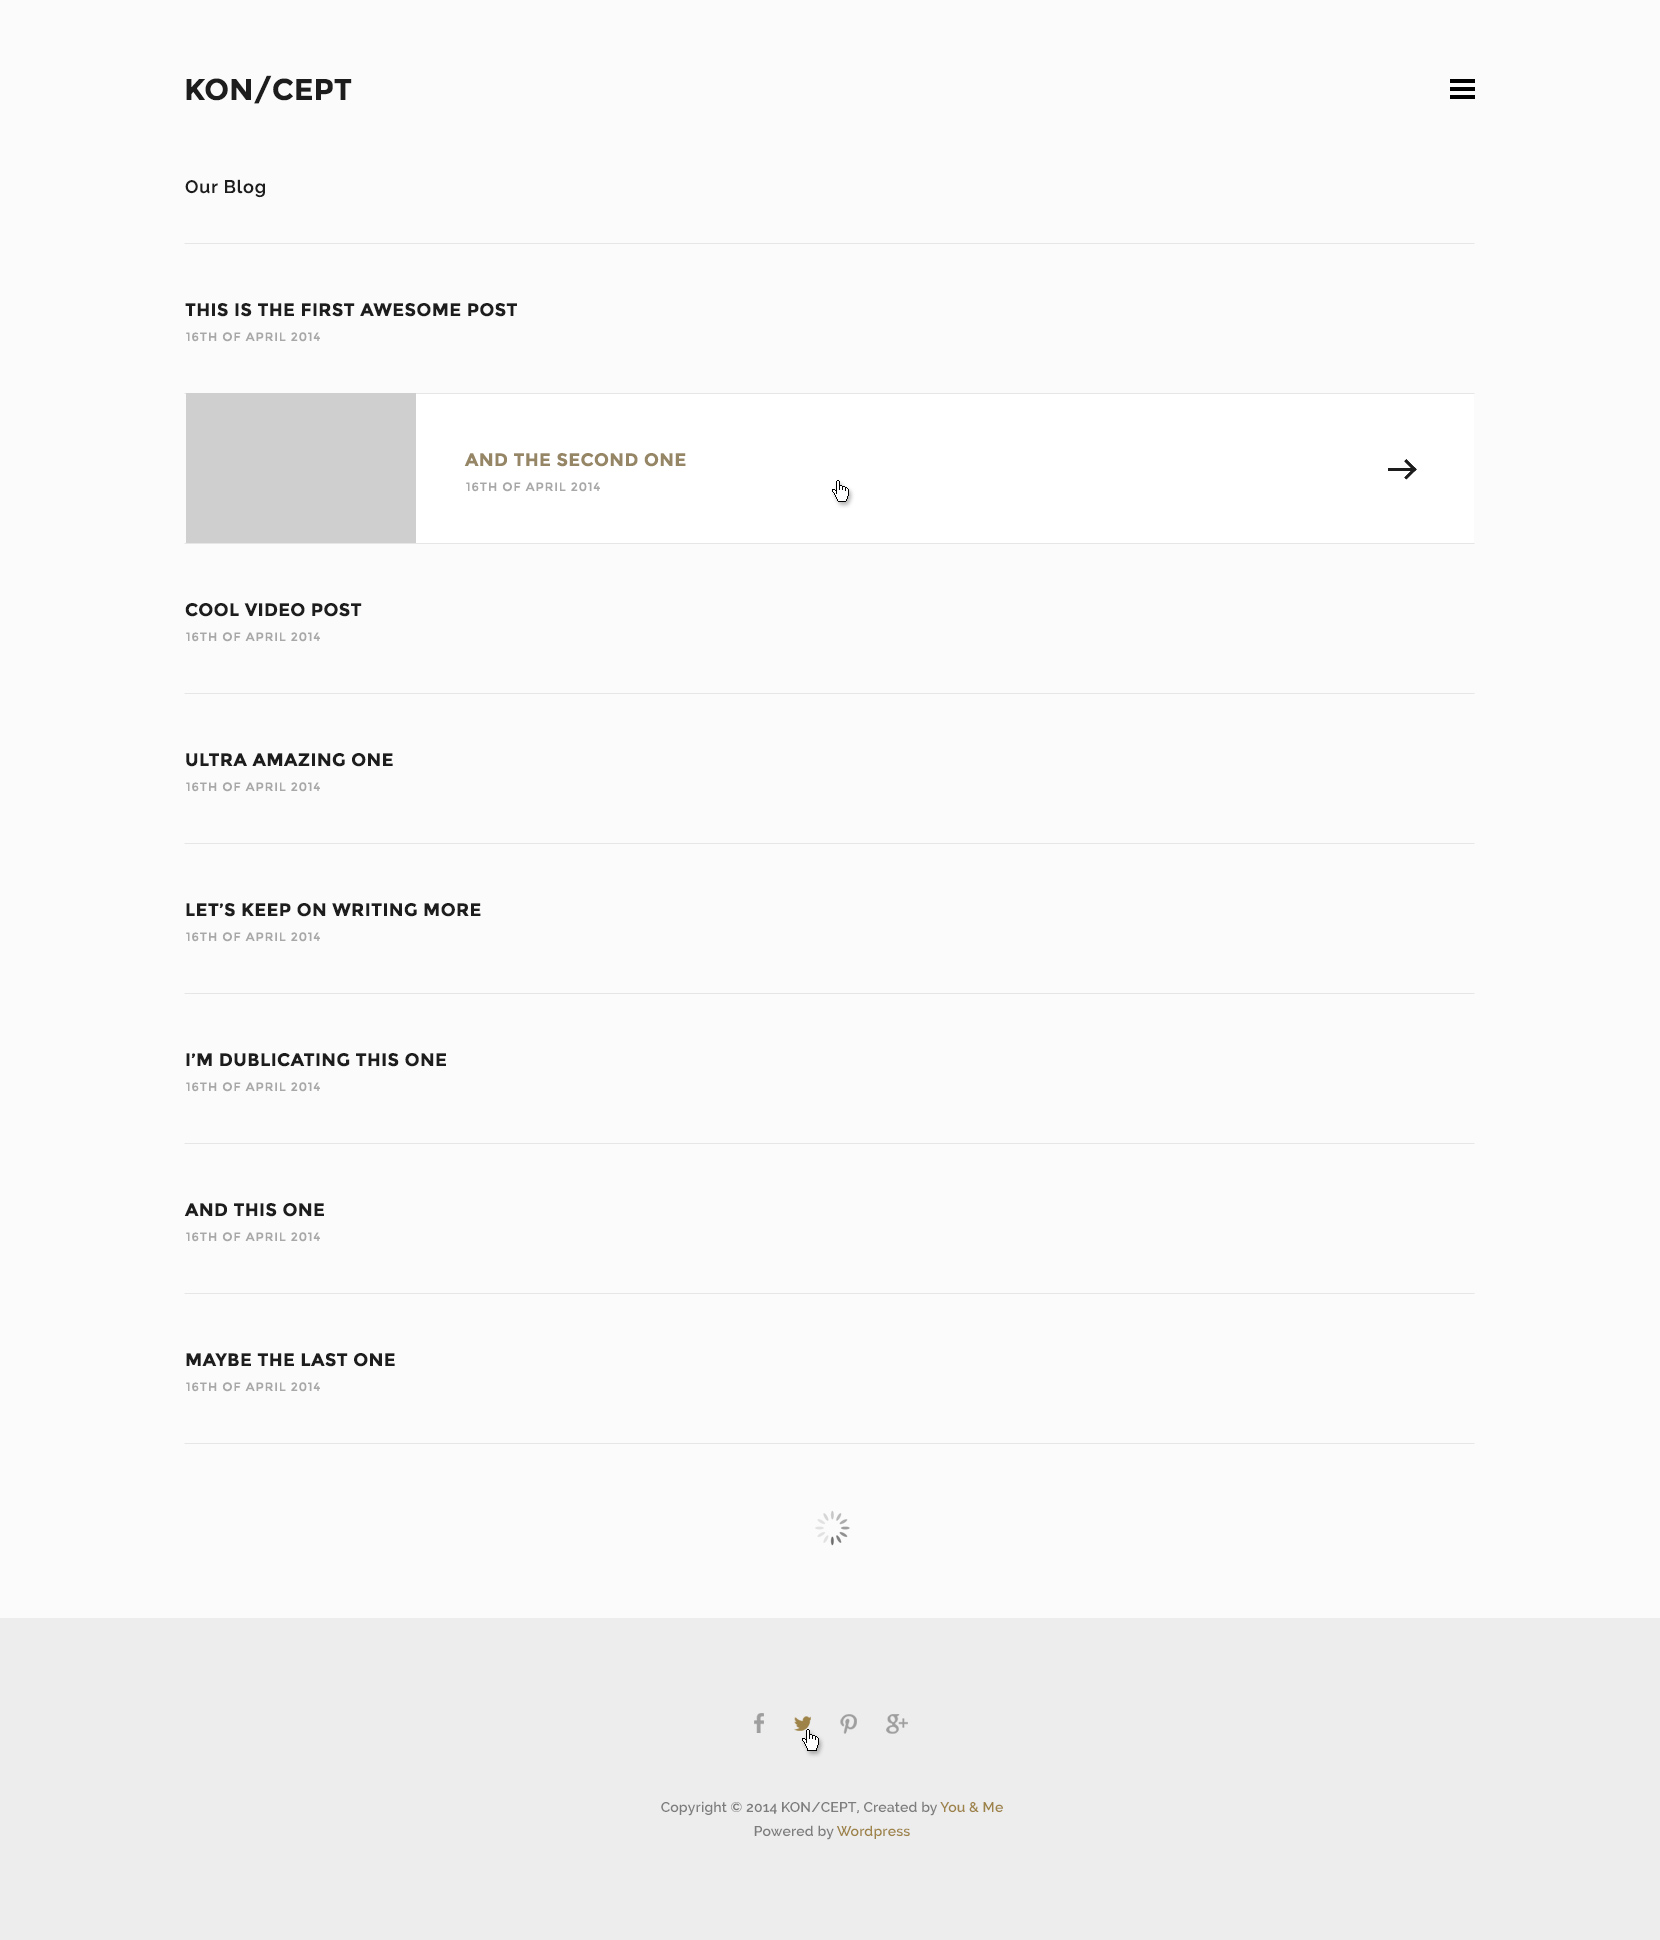 KON/CEPT
Our Blog
THIS IS THE FIRST AWESOME POST
16TH OF APRIL 2014
AND THE SECOND ONE
16TH OF APRIL 2014
COOL VIDEO POST
16TH OF APRIL 2014
ULTRA AMAZING ONE
16TH OF APRIL 2014
LET’S KEEP ON WRITING MORE
16TH OF APRIL 2014
I’M DUBLICATING THIS ONE
16TH OF APRIL 2014
AND THIS ONE
16TH OF APRIL 2014
MAYBE THE LAST ONE
16TH OF APRIL 2014
Copyright © 2014 KON/CEPT, Created by You & Me
Powered by Wordpress